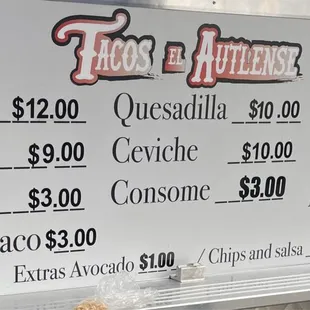 TACOS EL AUTLENSE
$12.00 Quesadilla $10.00
$9.00 Ceviche $10.00
$3.00 Consome $3.00
aco $3.00
Extras Avocado $1.00 / Chips and salsa